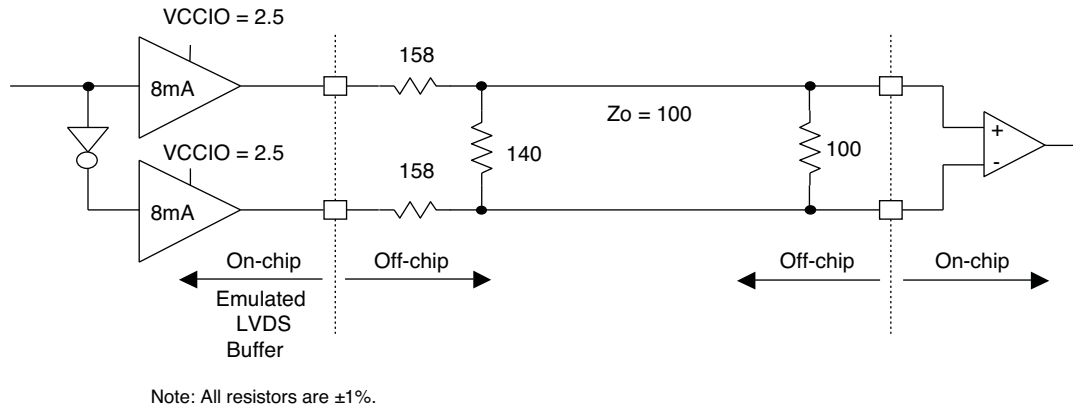 VCCIO = 2.5
158
8mA
Zo = 100
VCCIO = 2.5
140
100
+
-
158
8mA
On-chip
Off-chip
Off-chip
On-chip
Emulated
LVDS
Buffer
Note: All resistors are ±1%.